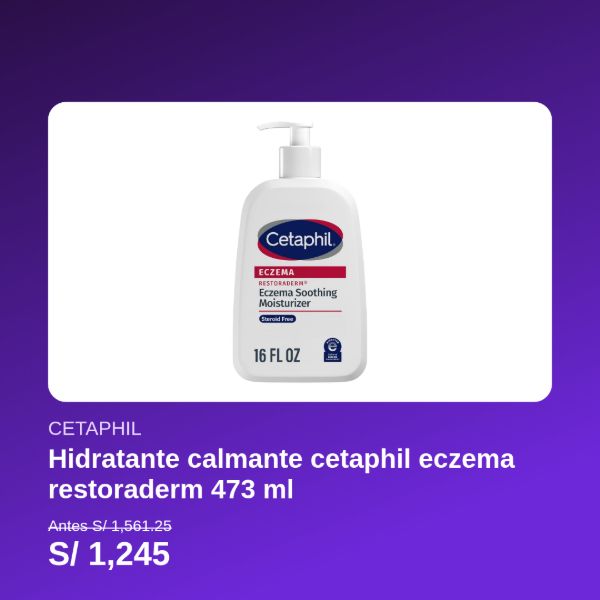 Cetaphil
ECZEMA
RESTORADERM®
Eczema Soothing
Moisturizer
Steroid Free
16 FL OZ
CETAPHIL
Hidratante calmante cetaphil eczema
restoraderm 473 ml
Antes S/ 1,561.25
S/ 1,245